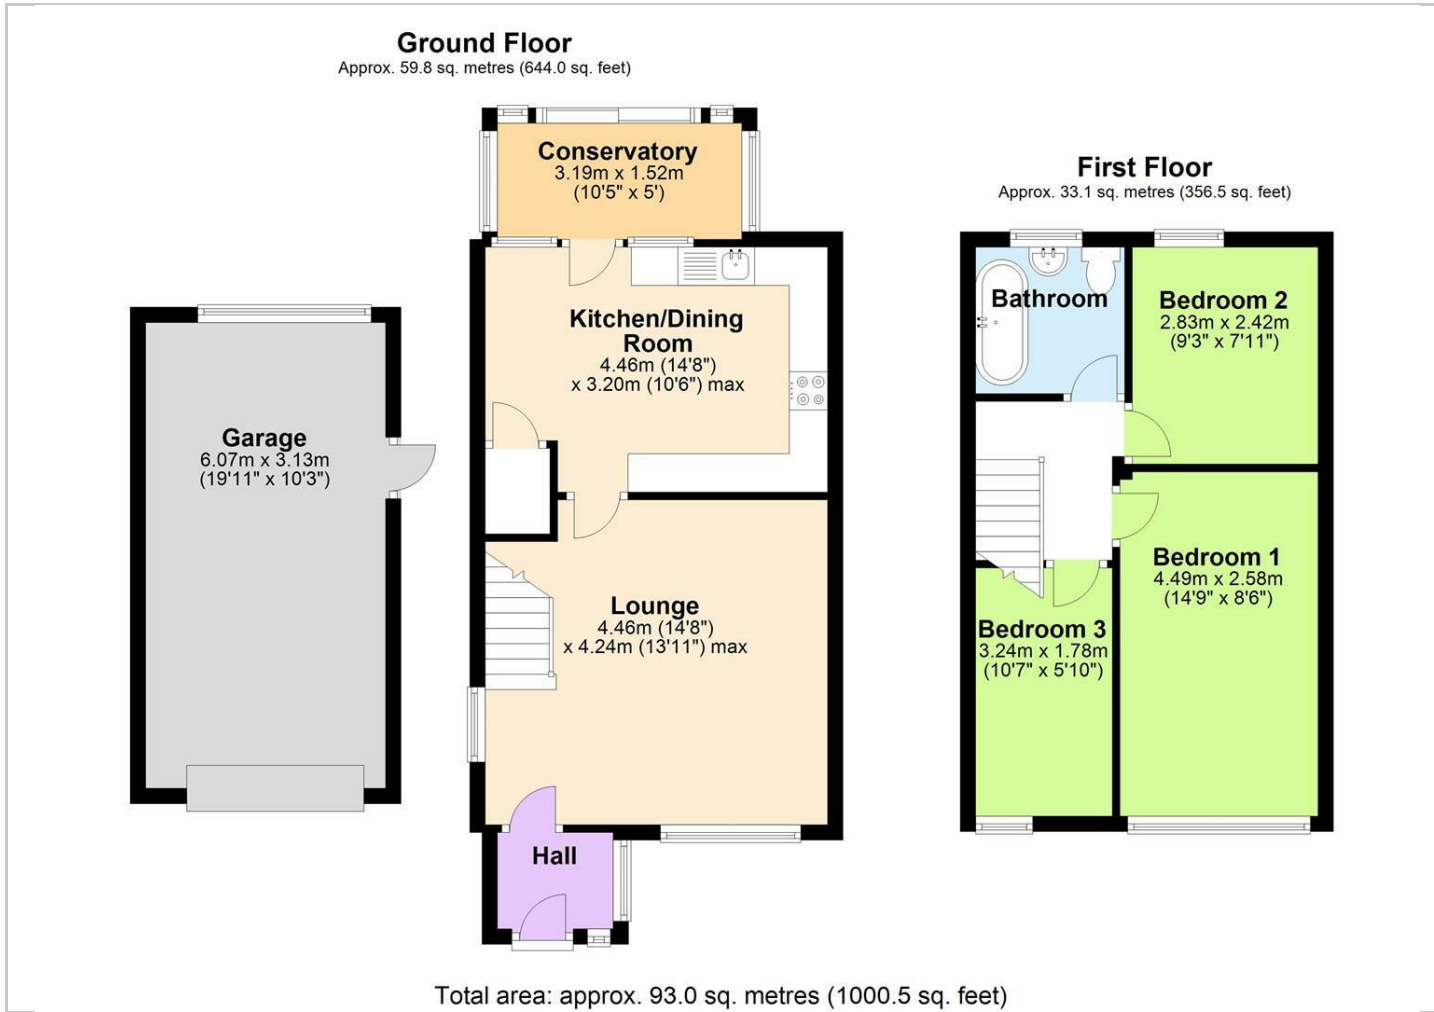 Ground Floor
Approx. 59.8 sq. metres (644.0 sq. feet)
Conservatory
3.19m x 1.52m
(10'5" x 5')
Kitchen/Dining
Room
4.46m (14'8")
x 3.20m (10'6") max
Garage
6.07m x 3.13m
(19'11" x 10'3")
Lounge
4.46m (14'8")
x 4.24m (13'11") max
Hall
First Floor
Approx. 33.1 sq. metres (356.5 sq. feet)
Bathroom
Bedroom 2
2.83m x 2.42m
(9'3" x 7'11")
Bedroom 1
4.49m x 2.58m
(14'9" x 8'6")
Bedroom 3
3.24m x 1.78m
(10'7" x 5'10")
Total area: approx. 93.0 sq. metres (1000.5 sq. feet)